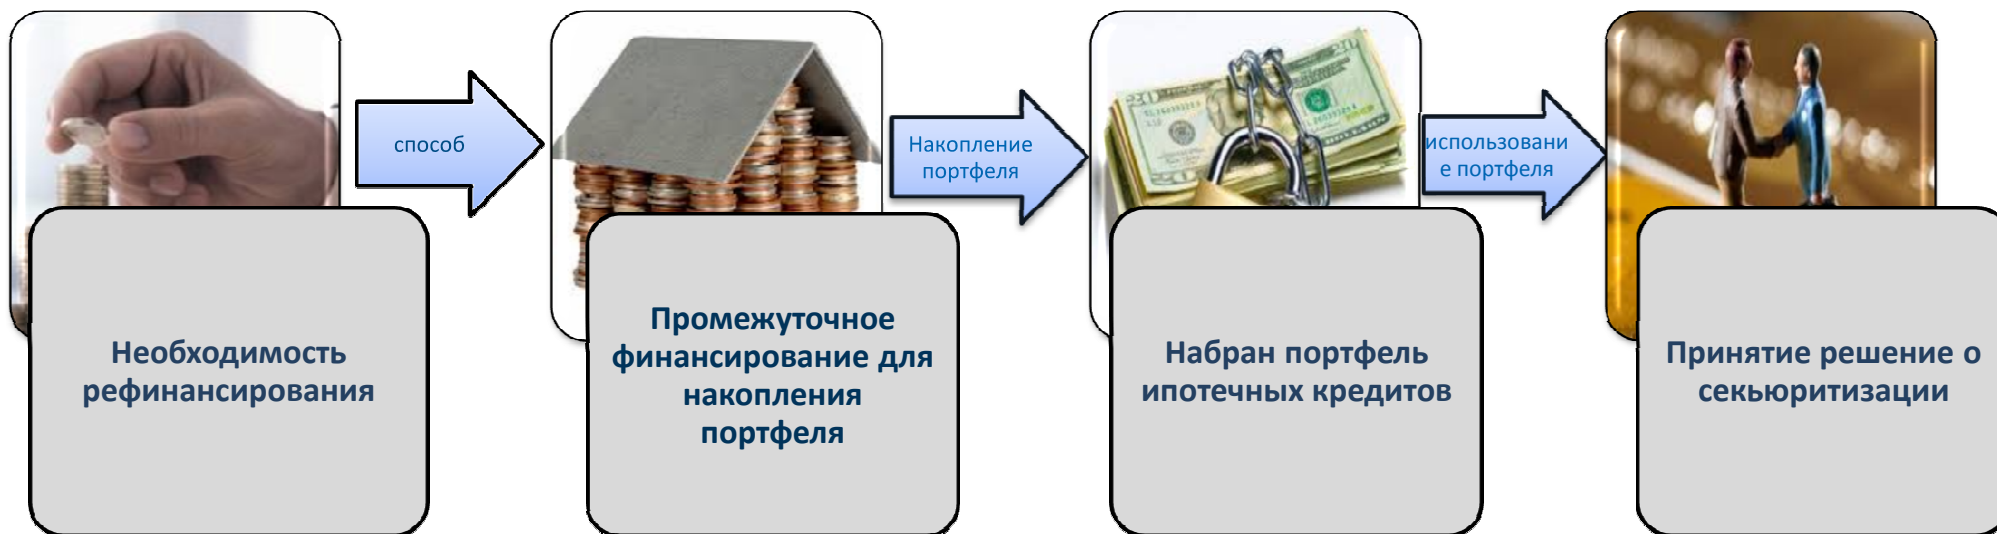 способ
Накопление
портфеля
использовани
е портфеля
Необходимость
рефинансирования
Промежуточное
финансирование для
накопления
портфеля
Набран портфель
ипотечных кредитов
Принятие решение о
секьюритизации